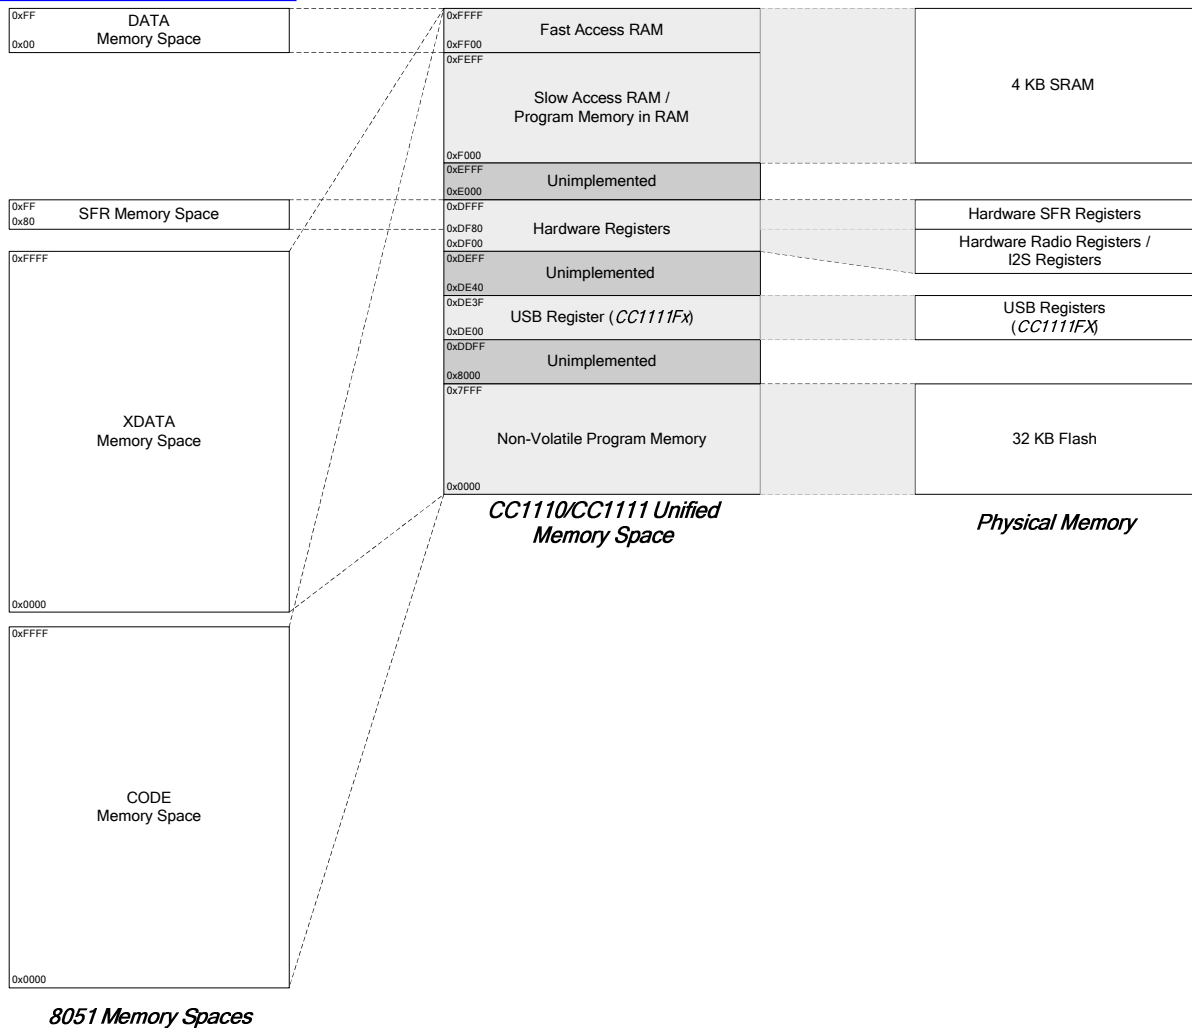 0xFF
DATA
Memory Space
0x00
0xFF
SFR Memory Space
0x80
0xFFFF
XDATA
Memory Space
0x0000
0xFFFF
CODE
Memory Space
0x0000
8051 Memory Spaces
0xFFFF
Fast Access RAM
0xFF00
0xFEFF
Slow Access RAM /
Program Memory in RAM
0xF000
0xEFFF
Unimplemented
0xE000
0xDFFF
0xDF80
Hardware Registers
0xDF00
0xDEFF
Unimplemented
0xDE40
0xDE3F
USB Register (CC1111Fx)
0xDE00
0xDDFF
Unimplemented
0x8000
0x7FFF
Non-Volatile Program Memory
0x0000
CC1110/CC1111 Unified
Memory Space
4 KB SRAM
Hardware SFR Registers
Hardware Radio Registers /
I2S Registers
USB Registers
(CC1111FX)
32 KB Flash
Physical Memory